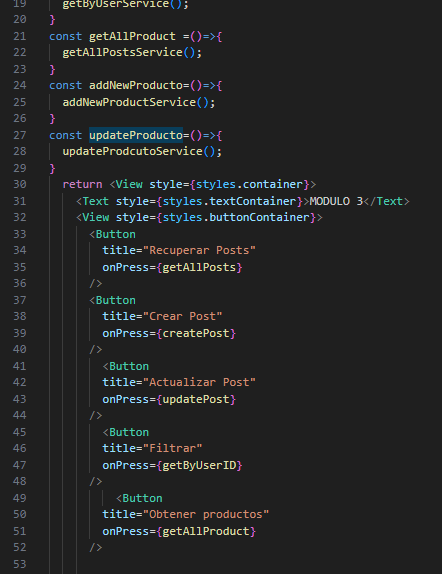 19 getByUserService();
20 }
21 const getAllProduct =()=>{
22 getAllPostsService();
23 }
24 const addNewProducto=()=>{
25 addNewProductService();
26 }
27 const updateProducto=()=>{
28 updateProdcutoService();
29 }
30 return <View style={styles.container}>
31 <Text style={styles.textContainer}>MODULO 3</Text>
32 <View style={styles.buttonContainer}>
33 <Button
34 title="Recuperar Posts"
35 onPress={getAllPosts}
36 />
37 <Button
38 title="Crear Post"
39 onPress={createPost}
40 />
41 <Button
42 title="Actualizar Post"
43 onPress={updatePost}
44 />
45 <Button
46 title="Filtrar"
47 onPress={getByUserID}
48 />
49 <Button
50 title="Obtener productos"
51 onPress={getAllProduct}
52 />
53